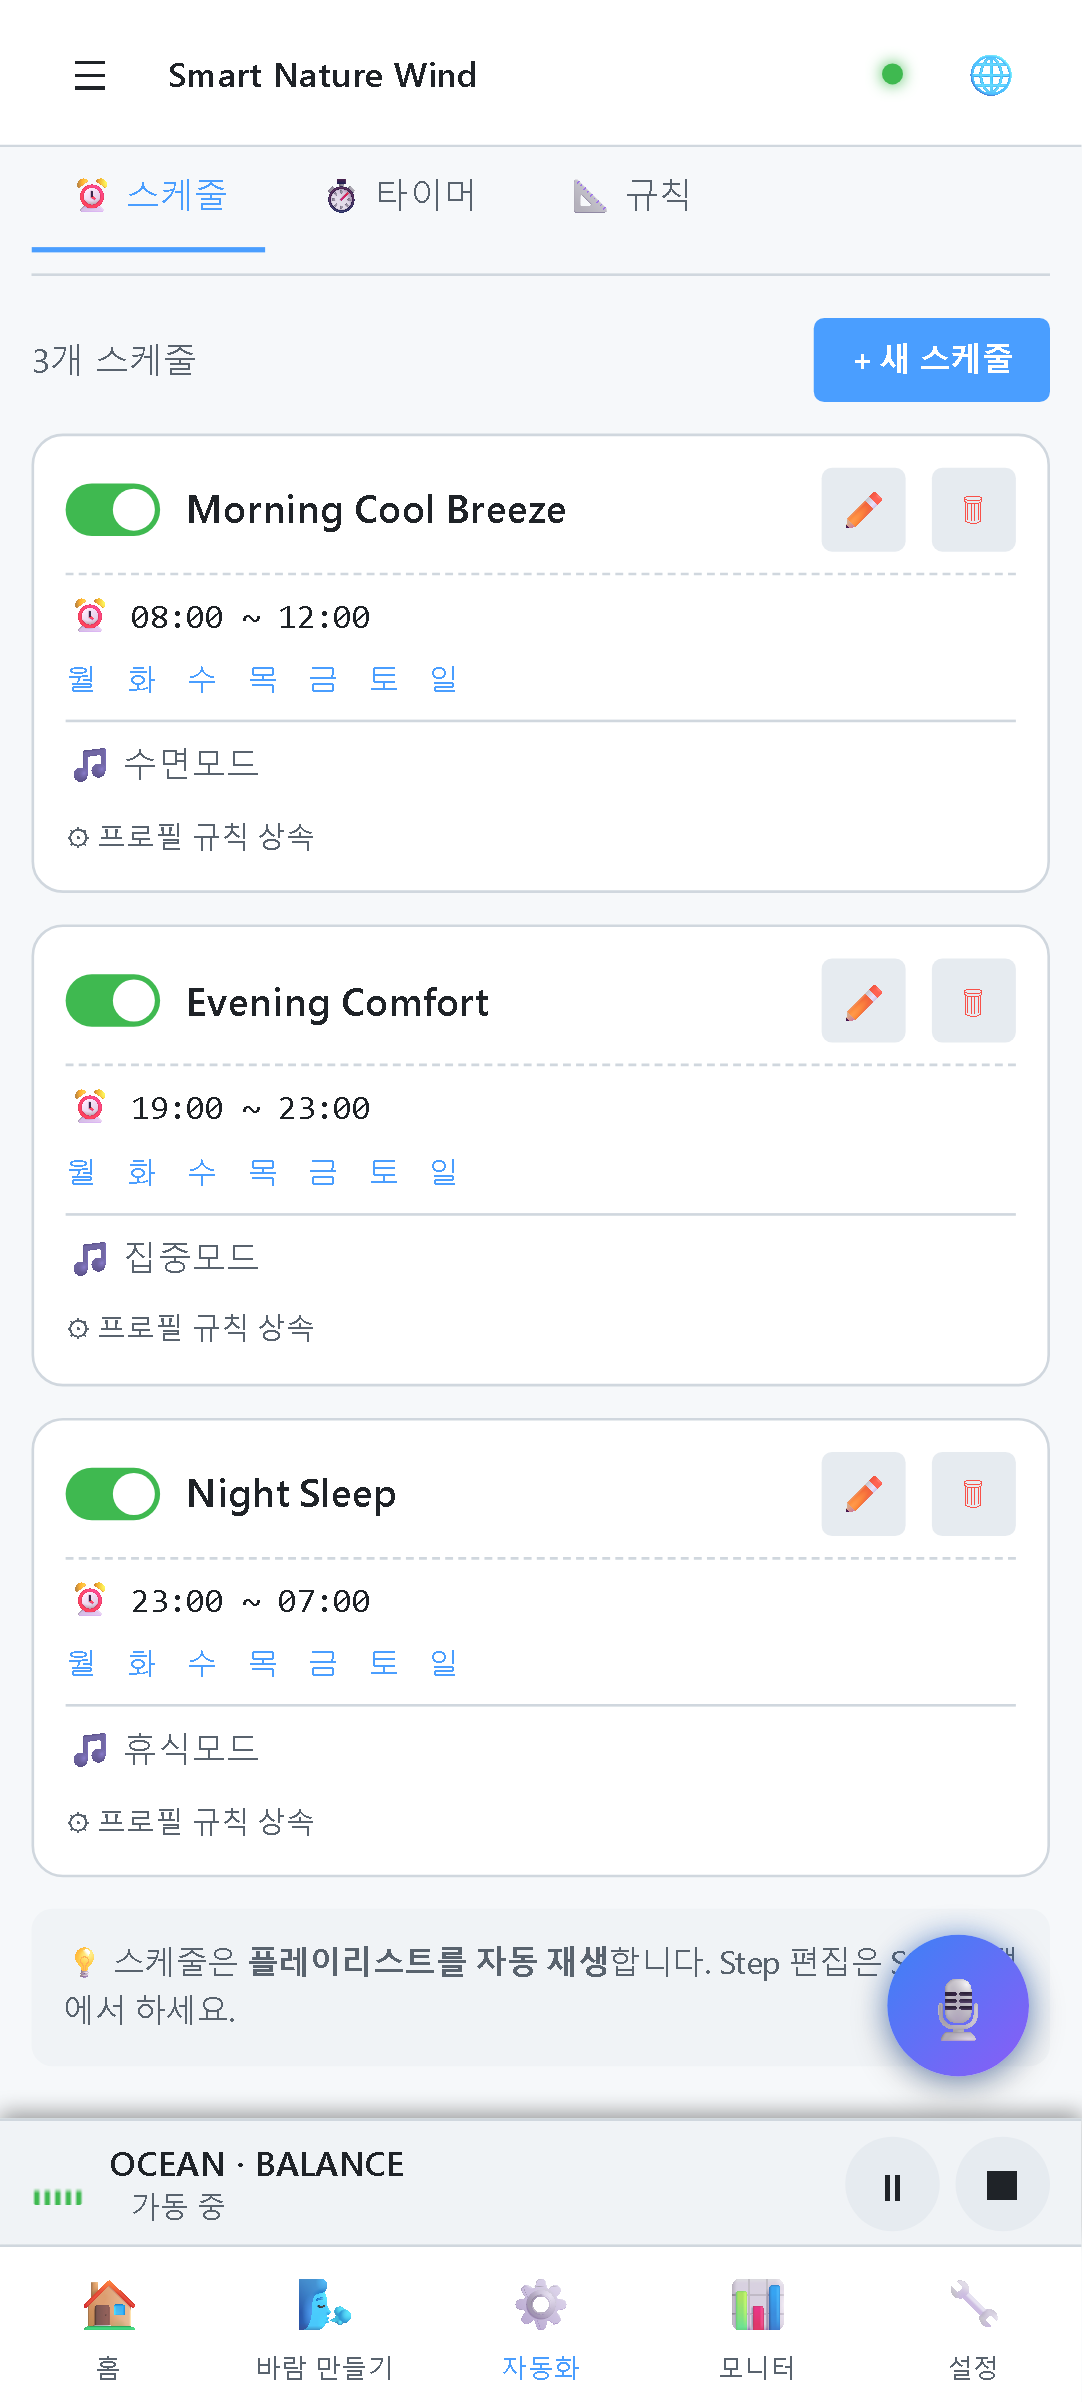 Smart Nature Wind
스케줄 타이머 규칙
3개 스케줄 + 새 스케줄
Morning Cool Breeze
08:00 ~ 12:00
월 화 수 목 금 토 일
수면모드
프로필 규칙 상속
Evening Comfort
19:00 ~ 23:00
월 화 수 목 금 토 일
집중모드
프로필 규칙 상속
Night Sleep
23:00 ~ 07:00
월 화 수 목 금 토 일
휴식모드
프로필 규칙 상속
스케줄은 플레이리스트를 자동 재생합니다. Step 편집은
에서 하세요.
OCEAN · BALANCE
가동 중
홈 바람 만들기 자동화 모니터 설정